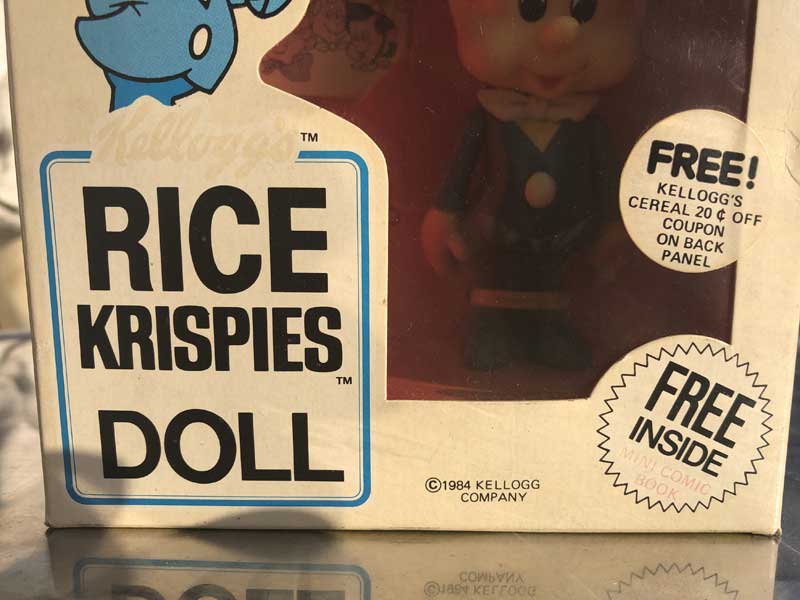 Kellogg's TM
RICE
KRISPIES TM
DOLL
FREE!
KELLOGG'S
CEREAL 20 ¢ OFF
COUPON
ON BACK
PANEL
FREE
INSIDE
MINI COMIC
BOOK
©1984 KELLOGG
COMPANY